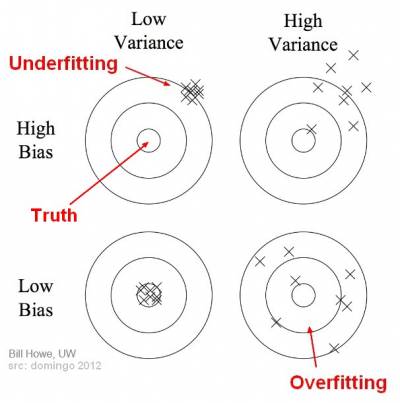 Low
Variance
High
Variance
Underfitting
High
Bias
Truth
Low
Bias
Bill Howe, UW
src: domingo 2012
Overfitting